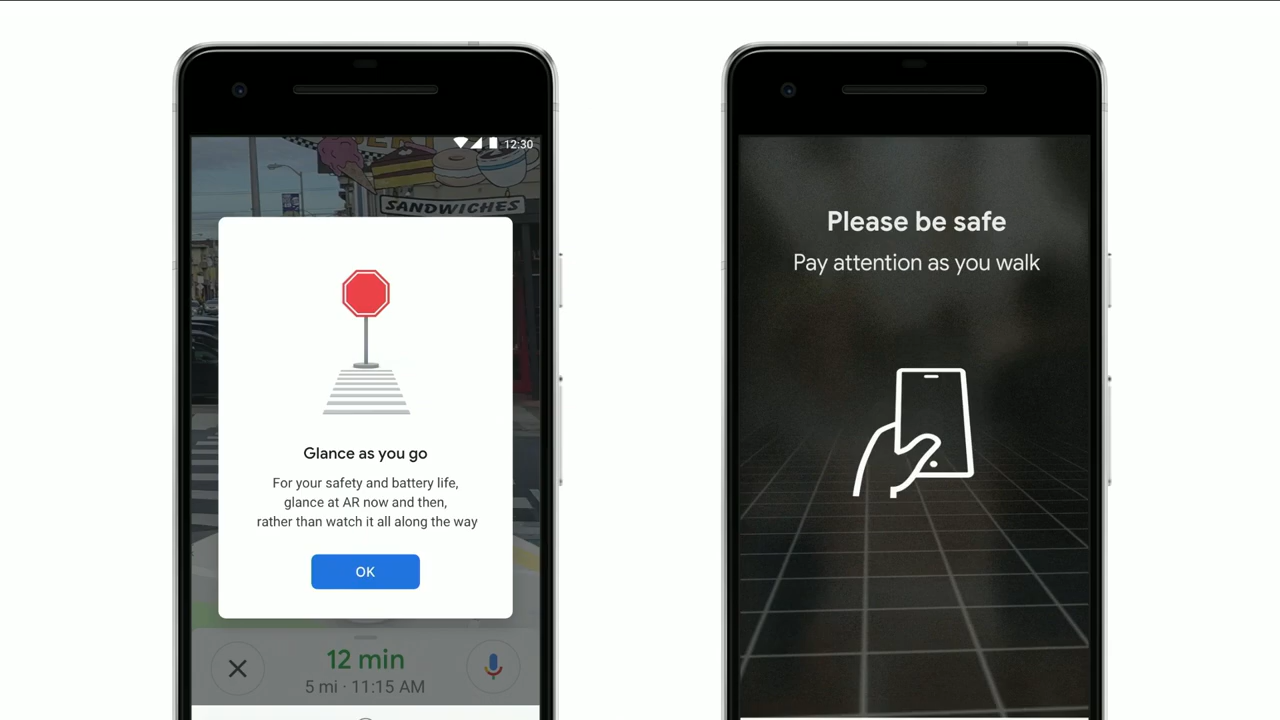 12:30
SANDWICHES
Glance as you go
For your safety and battery life,
glance at AR now and then,
rather than watch it all along the way
OK
12 min
5 mi · 11:15 AM
Please be safe
Pay attention as you walk